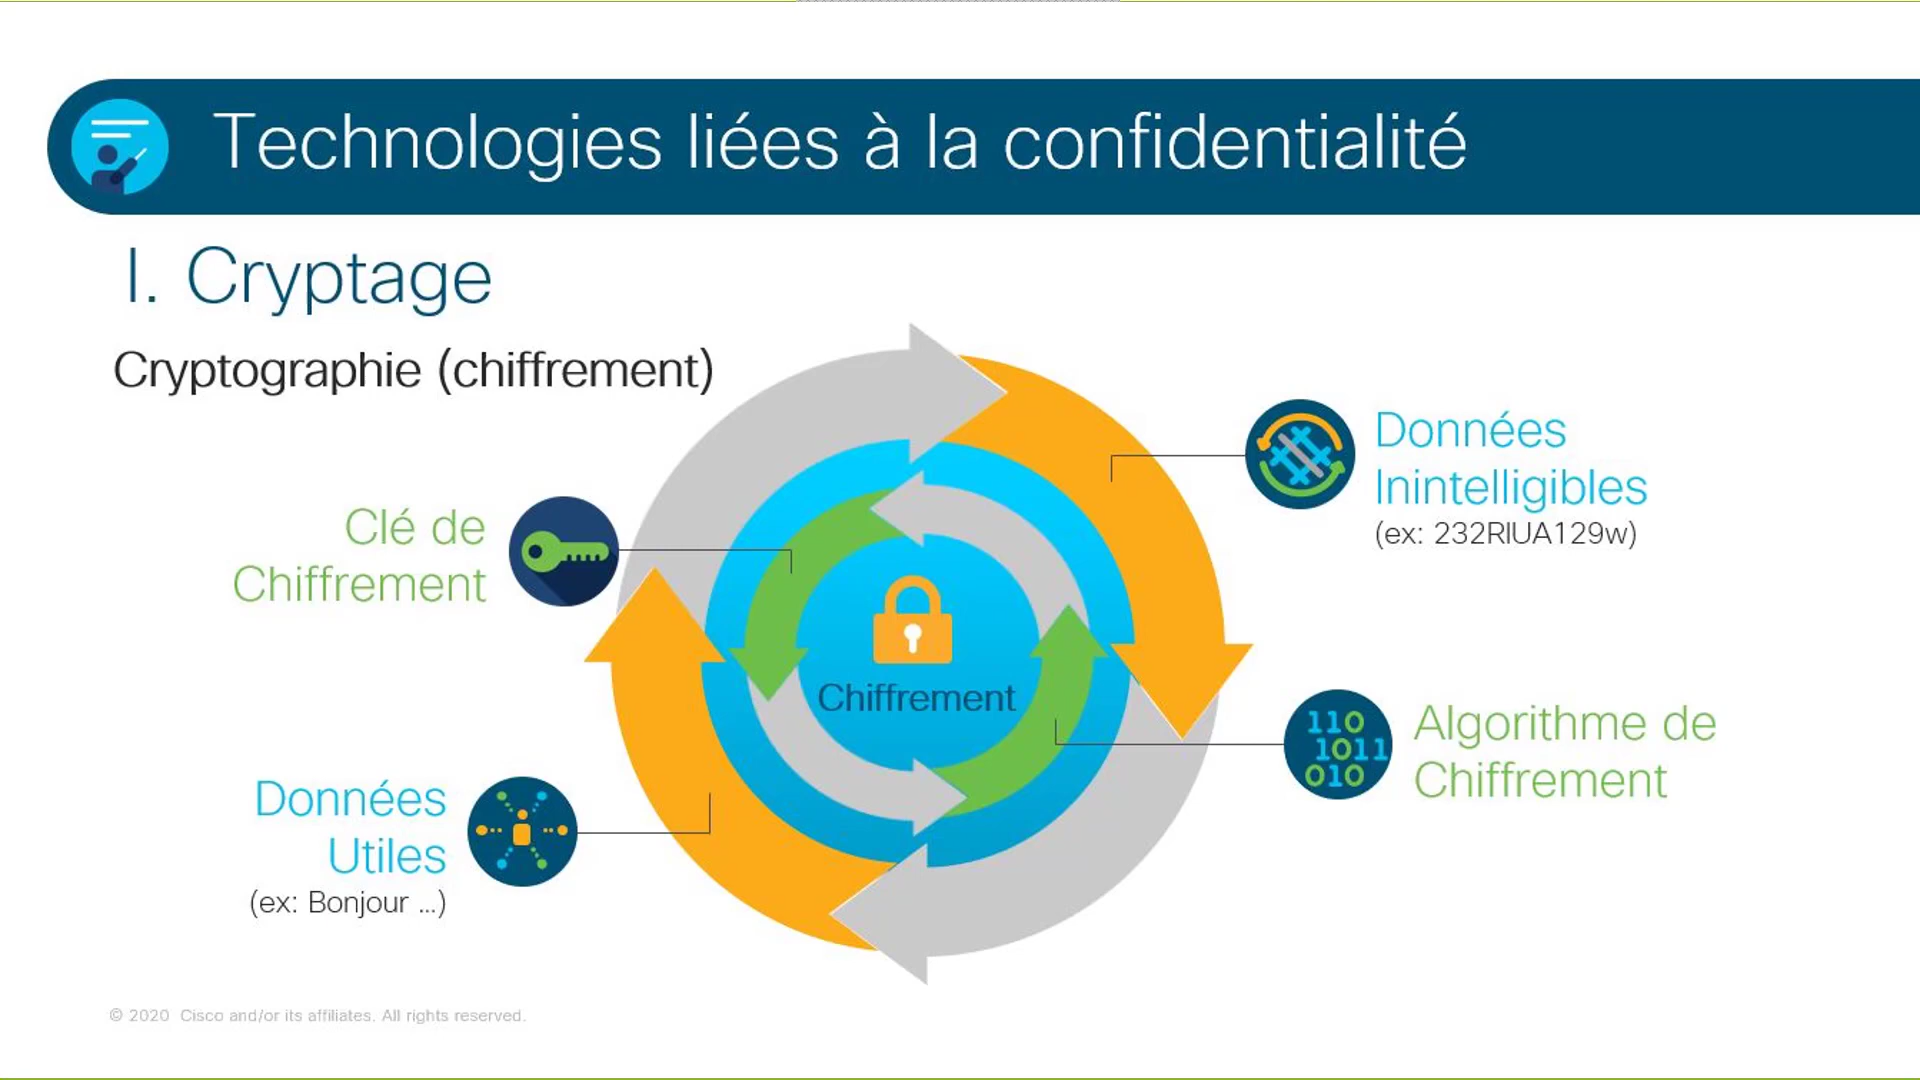 Technologies liées à la confidentialité
I. Cryptage
Cryptographie (chiffrement)
Données
Inintelligibles
(ex: 232RIUA129w)
Clé de
Chiffrement
Chiffrement
110
1011
010
Algorithme de
Chiffrement
Données
Utiles
(ex: Bonjour ...)
© 2020 Cisco and/or its affiliates. All rights reserved.